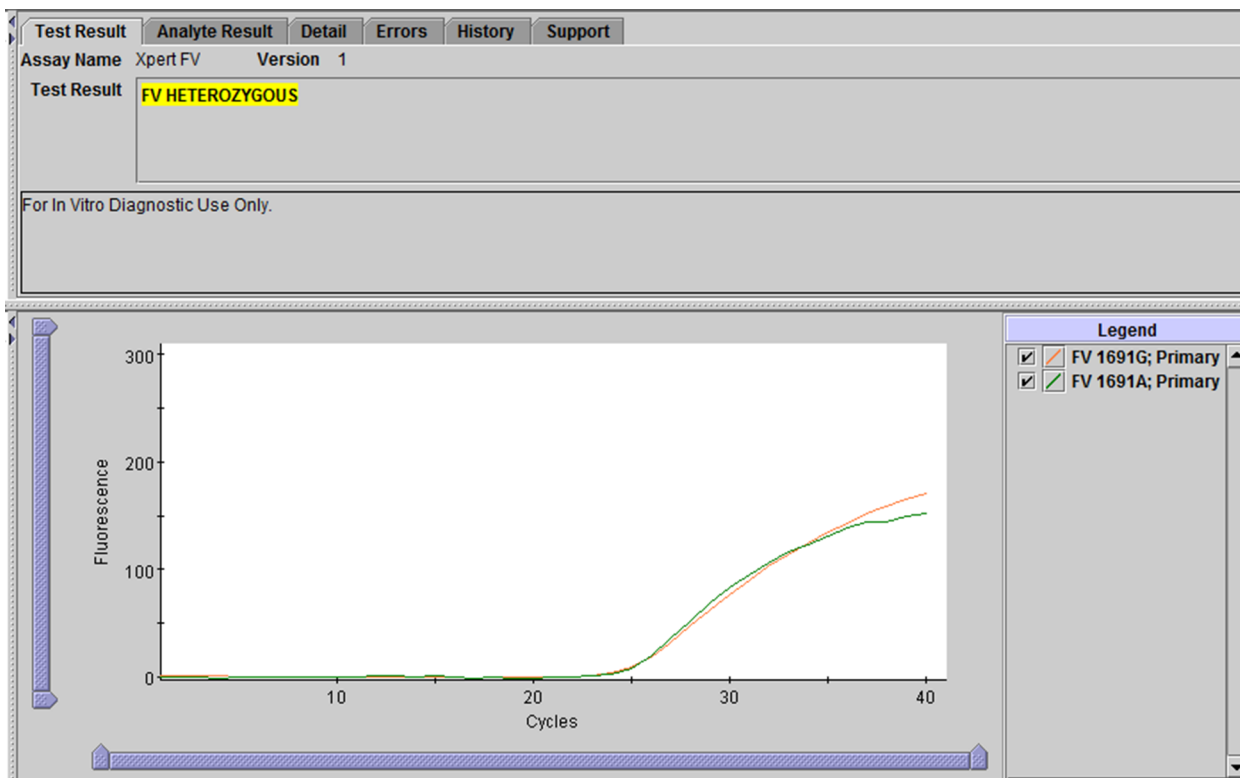 Test Result Analyte Result Detail Errors History Support
Assay Name Xpert FV Version 1
Test Result FV HETEROZYGOUS
For In Vitro Diagnostic Use Only.
Legend
FV 1691G; Primary
FV 1691A; Primary
300
200
100
0
Fluorescence
10 20 30 40
Cycles